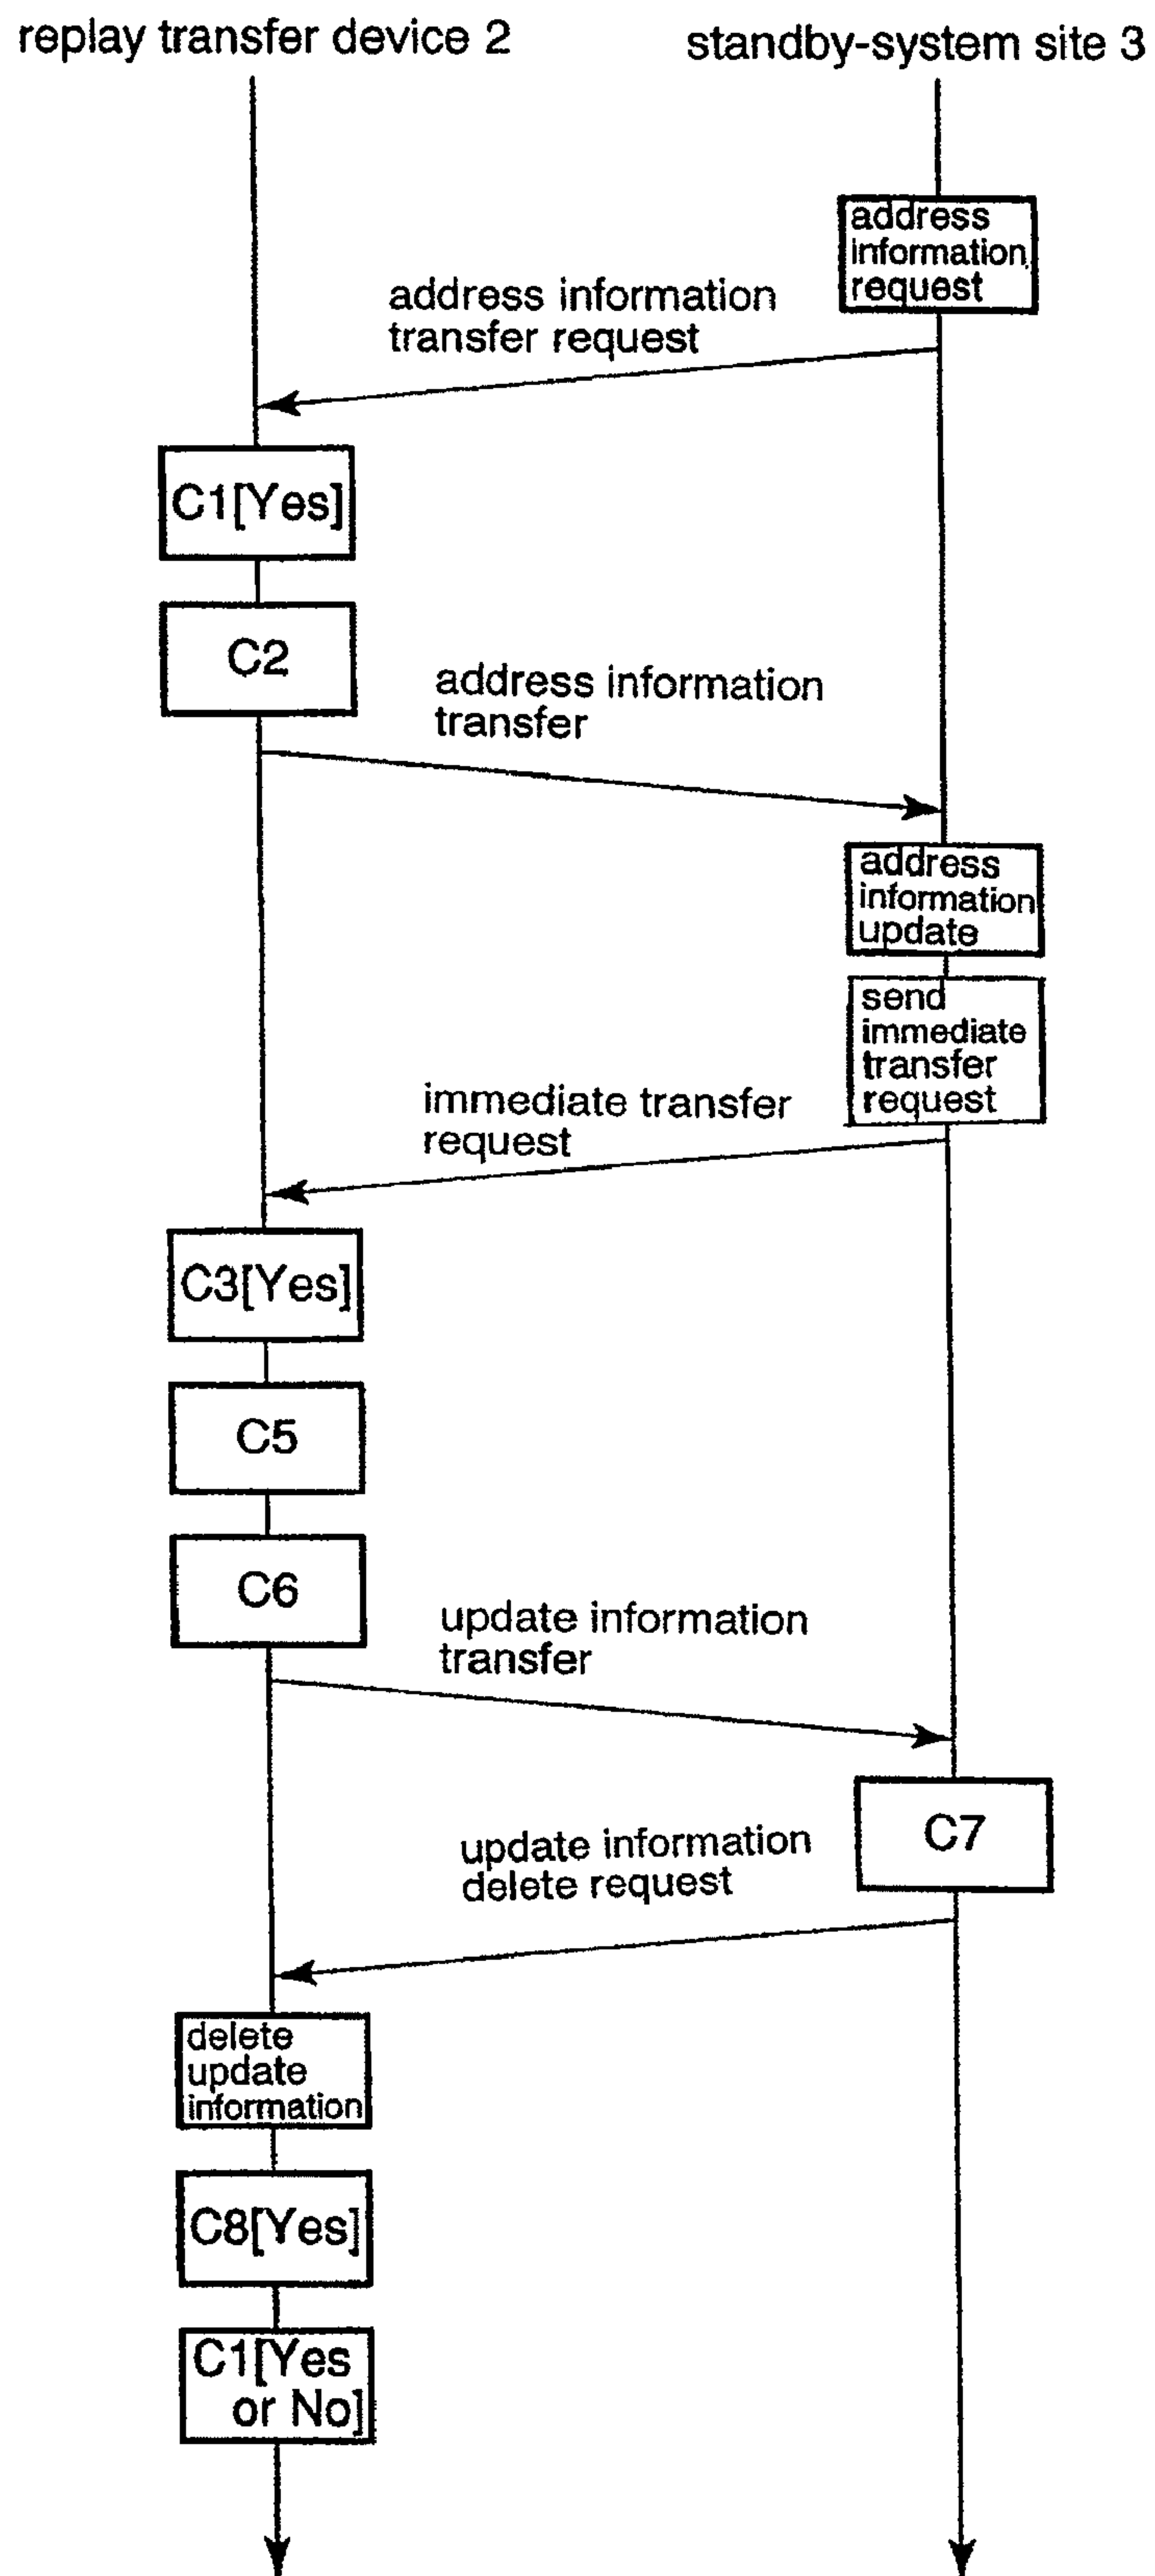 replay transfer device 2
standby-system site 3
address
information
request
address information
transfer request
C1[Yes]
C2
address information
transfer
address
information
update
send
immediate
transfer
request
immediate transfer
request
C3[Yes]
C5
C6
update information
transfer
C7
update information
delete request
delete
update
information
C8[Yes]
C1[Yes
or No]